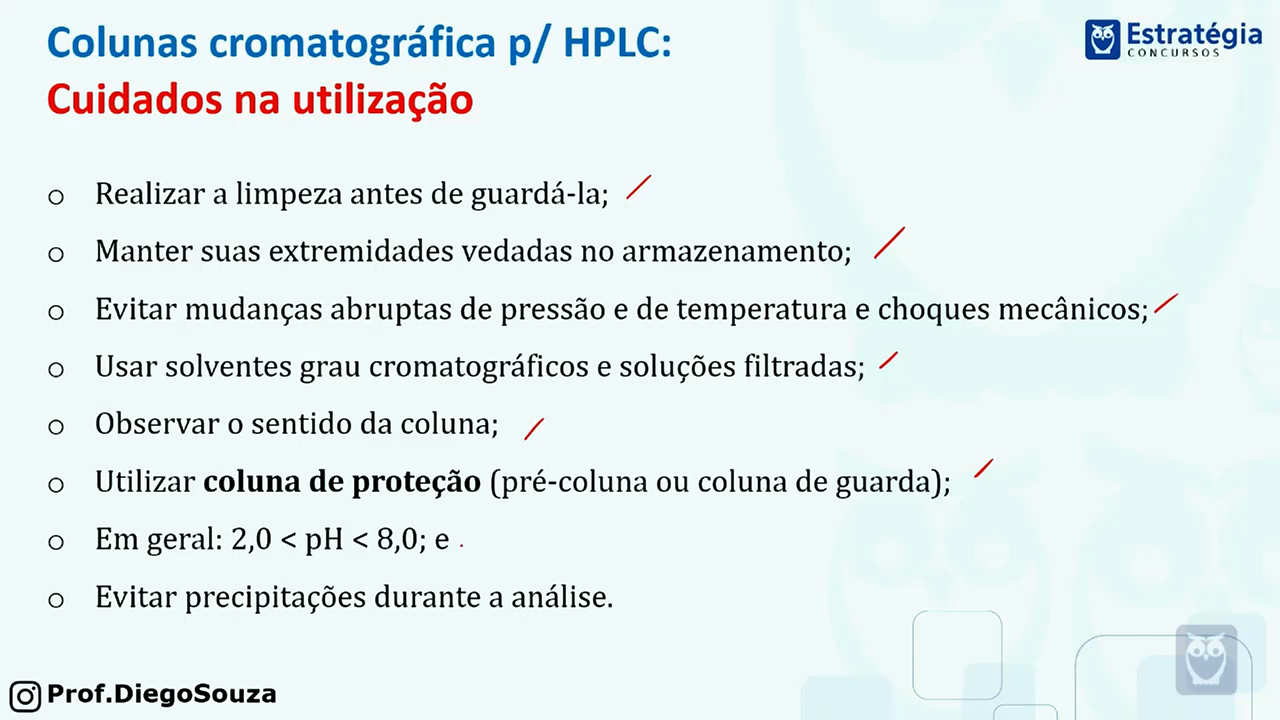 Colunas cromatográfica p/ HPLC:
Cuidados na utilização
Estratégia
CONCURSOS
Realizar a limpeza antes de guardá-la;
Manter suas extremidades vedadas no armazenamento;
Evitar mudanças abruptas de pressão e de temperatura e choques mecânicos;
Usar solventes grau cromatográficos e soluções filtradas;
Observar o sentido da coluna;
Utilizar coluna de proteção (pré-coluna ou coluna de guarda);
Em geral: 2,0 < pH < 8,0; e
Evitar precipitações durante a análise.
Prof.DiegoSouza